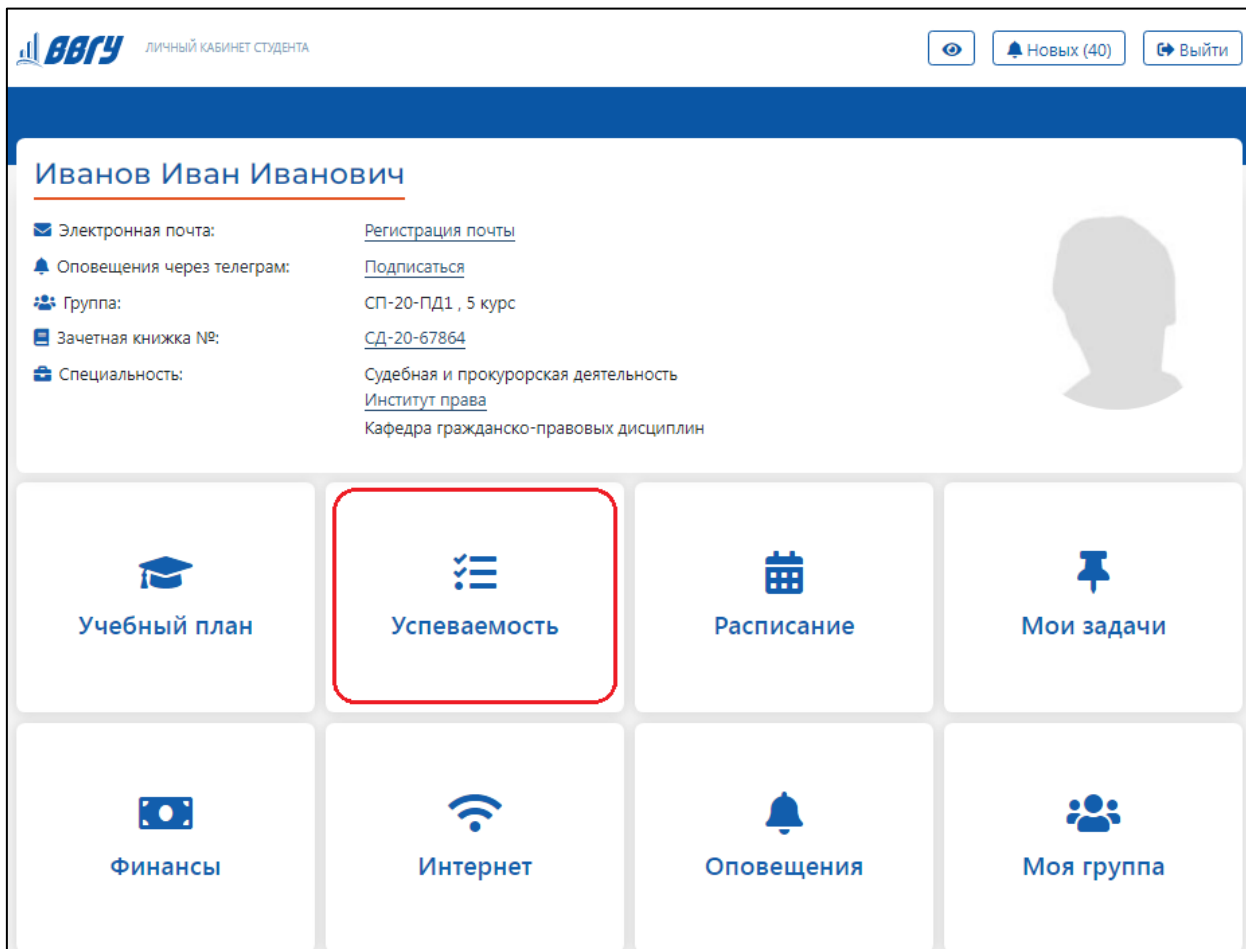 ВВГУ ЛИЧНЫЙ КАБИНЕТ СТУДЕНТА Новых (40) Выйти
Иванов Иван Иванович
Электронная почта: Регистрация почты
Оповещения через телеграм: Подписаться
Группа: СП-20-ПД1 , 5 курс
Зачетная книжка №: СД-20-67864
Специальность: Судебная и прокурорская деятельность
Институт права
Кафедра гражданско-правовых дисциплин
Учебный план Успеваемость Расписание Мои задачи
Финансы Интернет Оповещения Моя группа